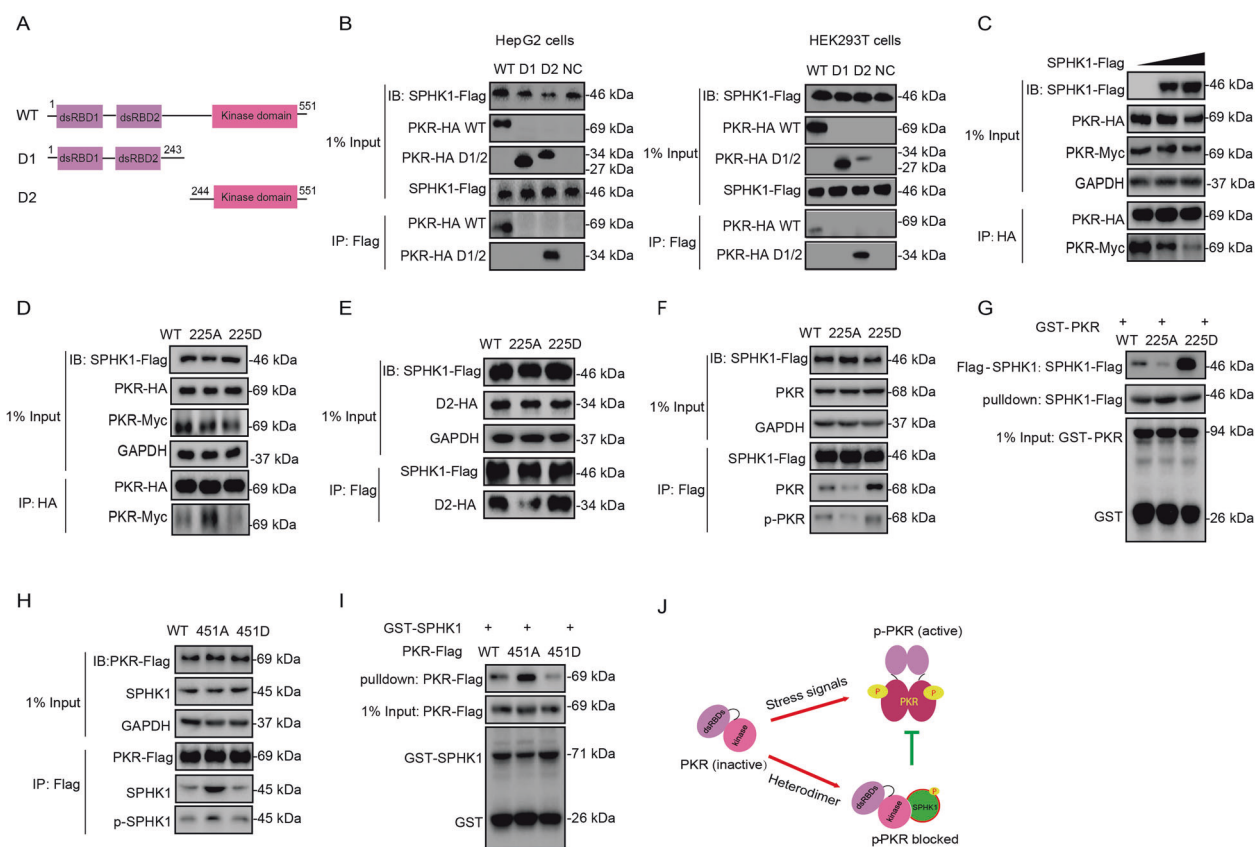 A
1
551
WT
dsRBD1
dsRBD2
Kinase domain
1
243
D1
dsRBD1
dsRBD2
244
551
D2
Kinase domain
B
HepG2 cells
WT D1 D2 NC
1% Input
IB: SPHK1-Flag
-46 kDa
PKR-HA WT
-69 kDa
PKR-HA D1/2
-34 kDa
-27 kDa
SPHK1-Flag
-46 kDa
IP: Flag
PKR-HA WT
-69 kDa
PKR-HA D1/2
-34 kDa
HEK293T cells
WT D1 D2 NC
1% Input
IB: SPHK1-Flag
-46 kDa
PKR-HA WT
-69 kDa
PKR-HA D1/2
-34 kDa
-27 kDa
SPHK1-Flag
-46 kDa
IP: Flag
PKR-HA WT
-69 kDa
PKR-HA D1/2
-34 kDa
C
SPHK1-Flag
1% Input
IB: SPHK1-Flag
-46 kDa
PKR-HA
-69 kDa
PKR-Myc
-69 kDa
GAPDH
-37 kDa
IP: HA
PKR-HA
-69 kDa
PKR-Myc
-69 kDa
D
WT 225A 225D
1% Input
IB: SPHK1-Flag
-46 kDa
PKR-HA
-69 kDa
PKR-Myc
-69 kDa
GAPDH
-37 kDa
IP: HA
PKR-HA
-69 kDa
PKR-Myc
-69 kDa
E
WT 225A 225D
1% Input
IB: SPHK1-Flag
-46 kDa
D2-HA
-34 kDa
GAPDH
-37 kDa
IP: Flag
SPHK1-Flag
-46 kDa
D2-HA
-34 kDa
F
WT 225A 225D
1% Input
IB: SPHK1-Flag
-46 kDa
PKR
-68 kDa
GAPDH
-37 kDa
IP: Flag
SPHK1-Flag
-46 kDa
PKR
-68 kDa
p-PKR
-68 kDa
G
GST-PKR + + +
WT 225A 225D
Flag-SPHK1: SPHK1-Flag
-46 kDa
pulldown: SPHK1-Flag
-46 kDa
1% Input: GST-PKR
-94 kDa
GST
-26 kDa
H
WT 451A 451D
1% Input
IB:PKR-Flag
-69 kDa
SPHK1
-45 kDa
GAPDH
-37 kDa
IP: Flag
PKR-Flag
-69 kDa
SPHK1
-45 kDa
p-SPHK1
-45 kDa
I
GST-SPHK1 + + +
PKR-Flag WT 451A 451D
pulldown: PKR-Flag
-69 kDa
1% Input: PKR-Flag
-69 kDa
GST-SPHK1
-71 kDa
GST
-26 kDa
J
p-PKR (active)
P
PKR
P
Stress signals
dsRBDs
kinase
PKR (inactive)
Heterodimer
dsRBDs
kinase
SPHK1
P
p-PKR blocked